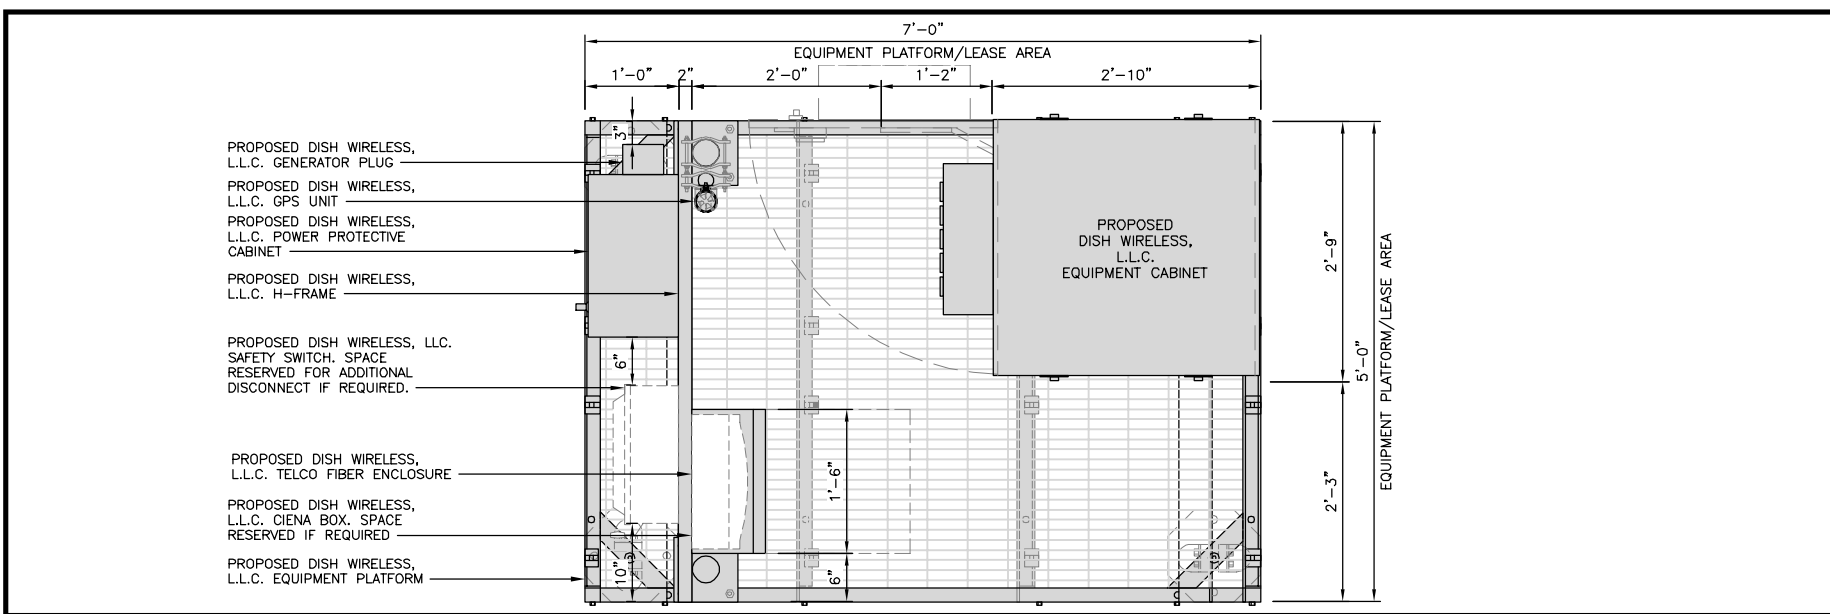 7'-0"
EQUIPMENT PLATFORM/LEASE AREA
1'-0"
2"
2'-0"
1'-2"
2'-10"
3"
PROPOSED DISH WIRELESS,
L.L.C. GENERATOR PLUG
PROPOSED DISH WIRELESS,
L.L.C. GPS UNIT
PROPOSED DISH WIRELESS,
L.L.C. POWER PROTECTIVE
CABINET
PROPOSED DISH WIRELESS,
L.L.C. H-FRAME
PROPOSED DISH WIRELESS, LLC.
SAFETY SWITCH. SPACE
RESERVED FOR ADDITIONAL
DISCONNECT IF REQUIRED.
PROPOSED DISH WIRELESS,
L.L.C. TELCO FIBER ENCLOSURE
PROPOSED DISH WIRELESS,
L.L.C. CIENA BOX. SPACE
RESERVED IF REQUIRED
PROPOSED DISH WIRELESS,
L.L.C. EQUIPMENT PLATFORM
6"
10"
1'-6"
6"
PROPOSED
DISH WIRELESS,
L.L.C.
EQUIPMENT CABINET
2'-9"
2'-3"
5'-0"
EQUIPMENT PLATFORM/LEASE AREA